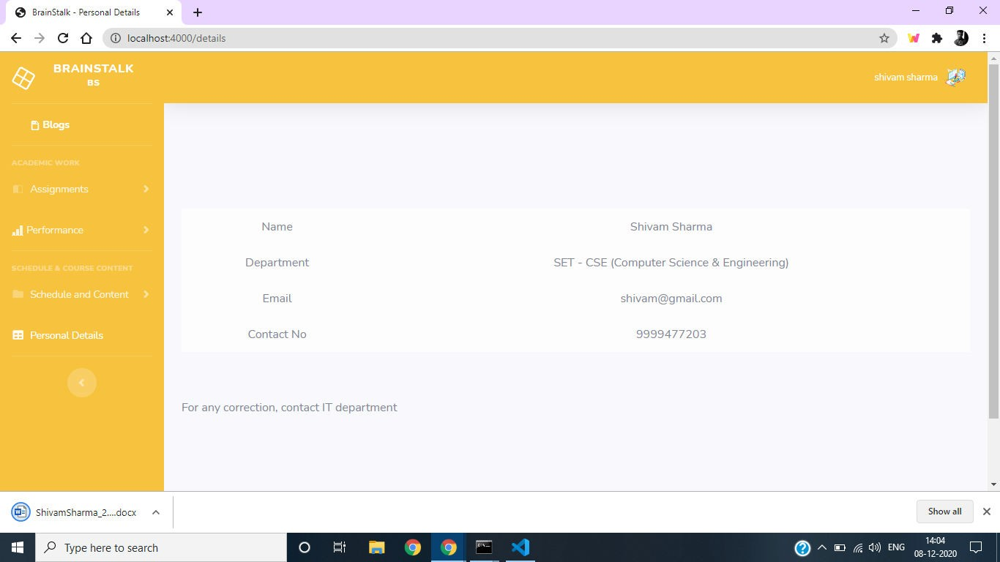 BrainStalk - Personal Details
localhost:4000/details
BRAINSTALK
BS
shivam sharma
Blogs
ACADEMIC WORK
Assignments
Performance
SCHEDULE & COURSE CONTENT
Schedule and Content
Personal Details
Name Shivam Sharma
Department SET - CSE (Computer Science & Engineering)
Email shivam@gmail.com
Contact No 9999477203
For any correction, contact IT department
ShivamSharma_2....docx
Show all
Type here to search
ENG
14:04
08-12-2020